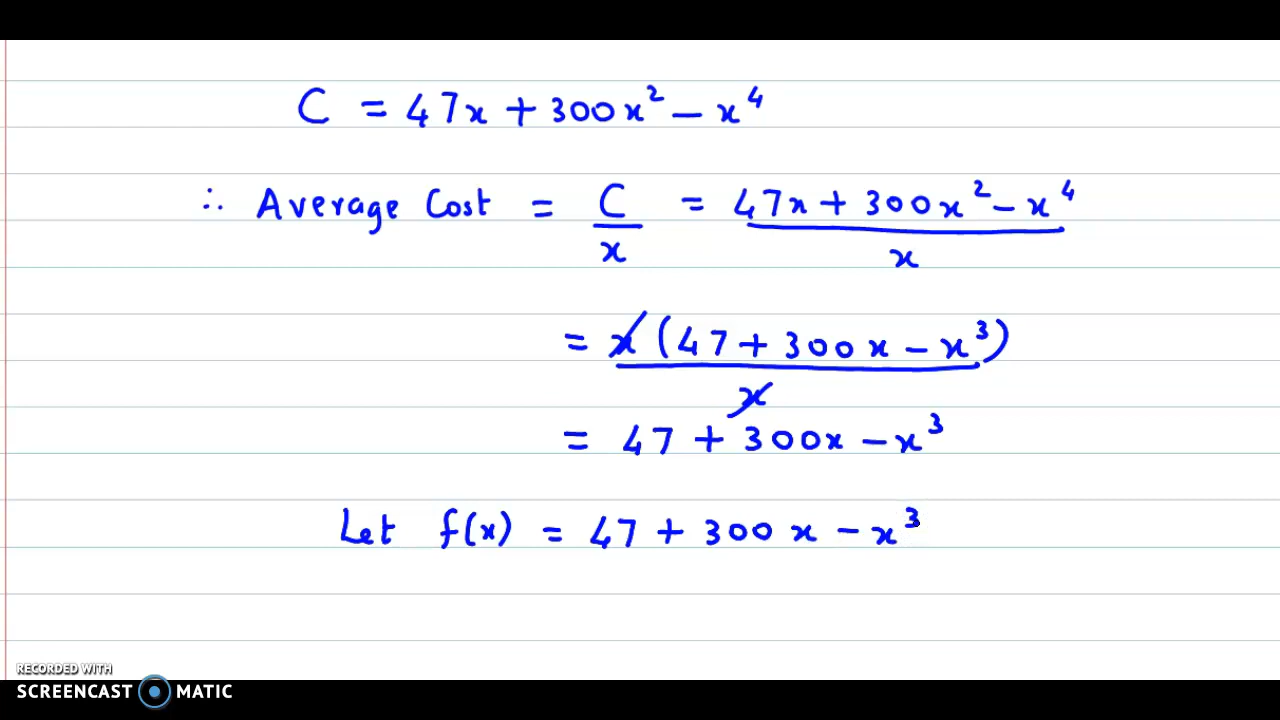 C = 47x + 300x² − x⁴
∴ Average Cost = C/x = (47x + 300x² − x⁴)/x
= x(47 + 300x − x³)/x
= 47 + 300x − x³
Let f(x) = 47 + 300x − x³
RECORDED WITH
SCREENCAST MATIC